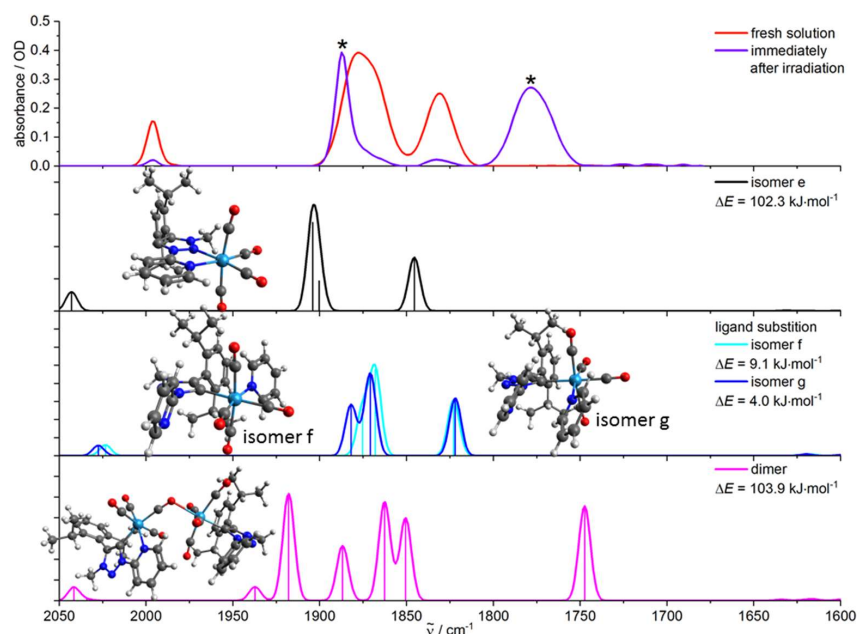 absorbance / OD
0.5
0.4
0.3
0.2
0.1
0.0
*
*
fresh solution
immediately
after irradiation
isomer e
ΔE = 102.3 kJ·mol⁻¹
ligand substition
isomer f
ΔE = 9.1 kJ·mol⁻¹
isomer g
ΔE = 4.0 kJ·mol⁻¹
isomer f
isomer g
dimer
ΔE = 103.9 kJ·mol⁻¹
2050 2000 1950 1900 1850 1800 1750 1700 1650 1600
ν̃ / cm⁻¹